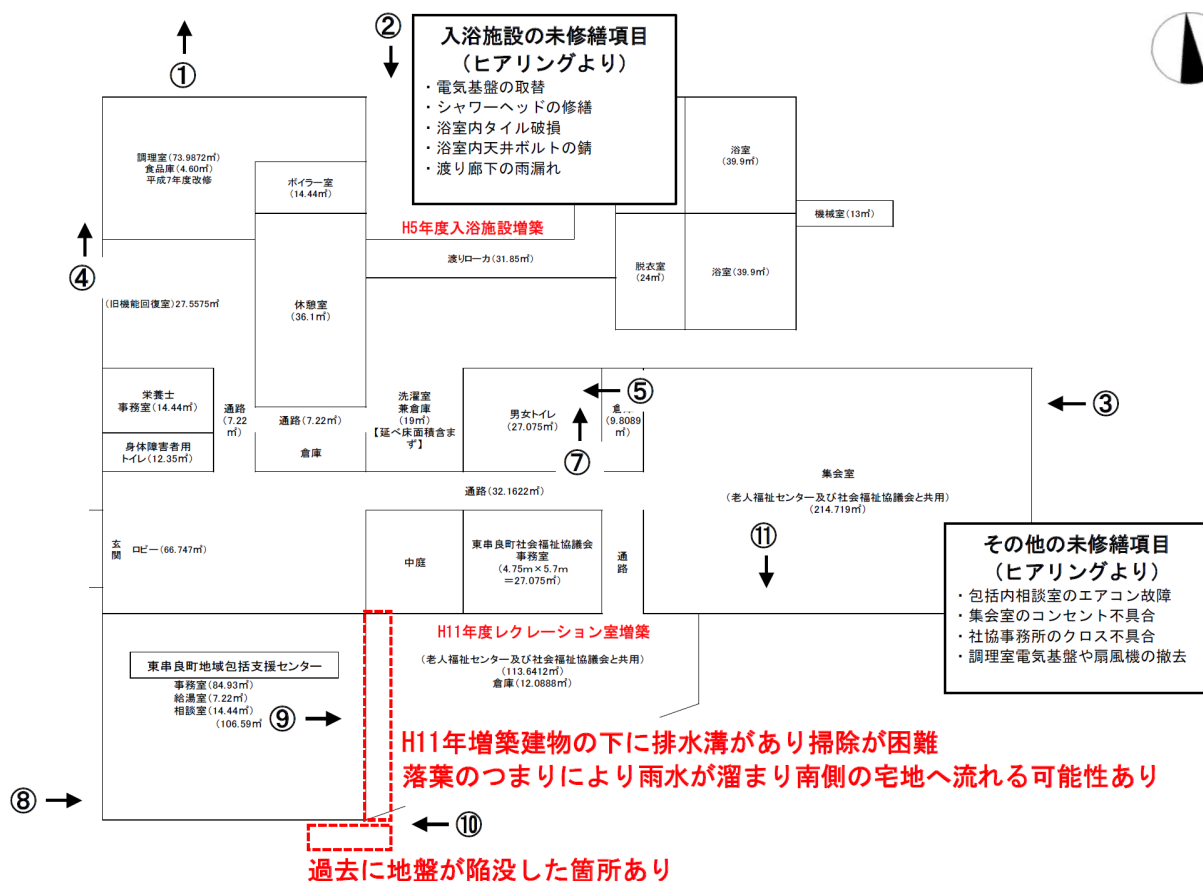 ①
②
入浴施設の未修繕項目
(ヒアリングより)
・電気基盤の取替
・シャワーヘッドの修繕
・浴室内タイル破損
・浴室内天井ボルトの錆
・渡り廊下の雨漏れ
調理室(73.9872㎡)
食品庫(4.60㎡)
平成7年度改修
ボイラー室
(14.44㎡)
浴室
(39.9㎡)
機械室(13㎡)
H5年度入浴施設増築
渡りローカ(31.85㎡)
脱衣室
(24㎡)
浴室(39.9㎡)
④
(旧機能回復室)27.5575㎡
休憩室
(36.1㎡)
栄養士
事務室(14.44㎡)
通路
(7.22
㎡)
通路(7.22㎡)
倉庫
洗濯室
兼倉庫
(19㎡)
【延べ床面積含ま
ず】
男女トイレ
(27.075㎡)
⑤
倉
(9.8089
㎡)
③
身体障害者用
トイレ(12.35㎡)
⑦
集会室
(老人福祉センター及び社会福祉協議会と共用)
(214.719㎡)
通路(32.1622㎡)
玄
関
ロビー(66.747㎡)
中庭
東串良町社会福祉協議会
事務室
(4.75m×5.7m
=27.075㎡)
通
路
⑪
その他の未修繕項目
(ヒアリングより)
・包括内相談室のエアコン故障
・集会室のコンセント不具合
・社協事務所のクロス不具合
・調理室電気基盤や扇風機の撤去
H11年度レクレーション室増築
(老人福祉センター及び社会福祉協議会と共用)
(113.6412㎡)
倉庫(12.0888㎡)
東串良町地域包括支援センター
事務室(84.93㎡)
給湯室(7.22㎡)
相談室(14.44㎡)
(106.59㎡
⑨
H11年増築建物の下に排水溝があり掃除が困難
落葉のつまりにより雨水が溜まり南側の宅地へ流れる可能性あり
⑧
⑩
過去に地盤が陥没した箇所あり